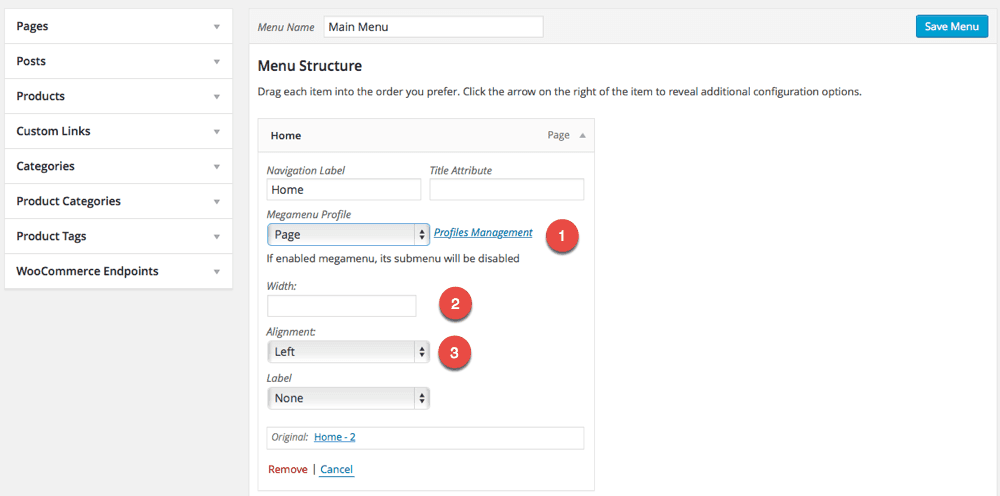 Pages
Posts
Products
Custom Links
Categories
Product Categories
Product Tags
WooCommerce Endpoints
Menu Name Main Menu Save Menu
Menu Structure
Drag each item into the order you prefer. Click the arrow on the right of the item to reveal additional configuration options.
Home Page
Navigation Label Title Attribute
Home
Megamenu Profile
Page Profiles Management 1
If enabled megamenu, its submenu will be disabled
Width:
2
Alignment:
Left 3
Label
None
Original: Home - 2
Remove | Cancel